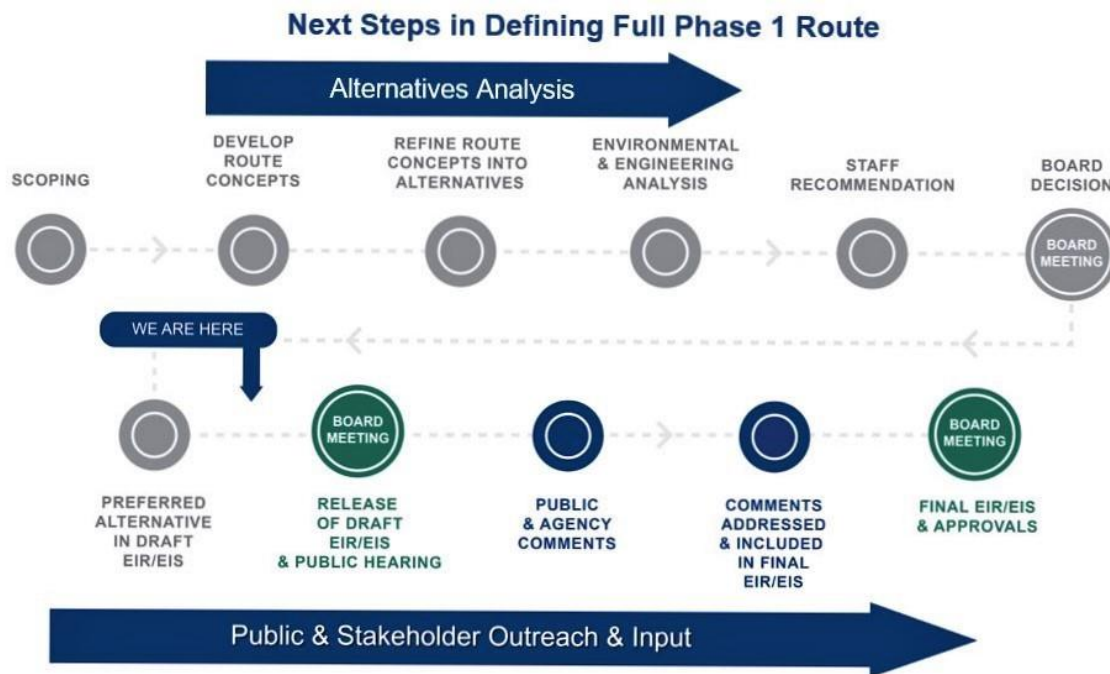 Next Steps in Defining Full Phase 1 Route
Alternatives Analysis
SCOPING
DEVELOP
ROUTE
CONCEPTS
REFINE ROUTE
CONCEPTS INTO
ALTERNATIVES
ENVIRONMENTAL
& ENGINEERING
ANALYSIS
STAFF
RECOMMENDATION
BOARD
DECISION
BOARD
MEETING
WE ARE HERE
BOARD
MEETING
BOARD
MEETING
PREFERRED
ALTERNATIVE
IN DRAFT
EIR/EIS
RELEASE
OF DRAFT
EIR/EIS
& PUBLIC HEARING
PUBLIC
& AGENCY
COMMENTS
COMMENTS
ADDRESSED
& INCLUDED
IN FINAL
EIR/EIS
FINAL EIR/EIS
& APPROVALS
Public & Stakeholder Outreach & Input